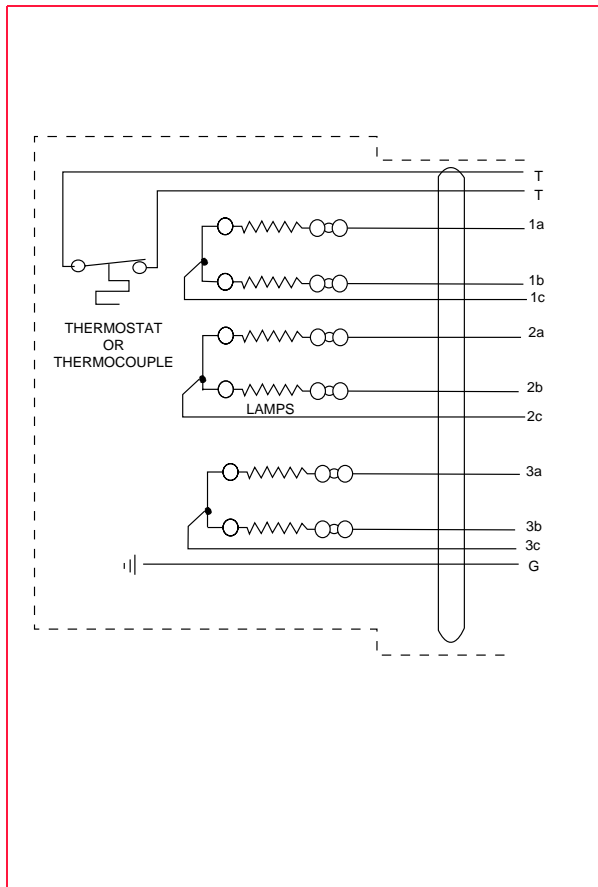 T
T
1a
1b
1c
THERMOSTAT
OR
THERMOCOUPLE
2a
2b
LAMPS
2c
3a
3b
3c
G